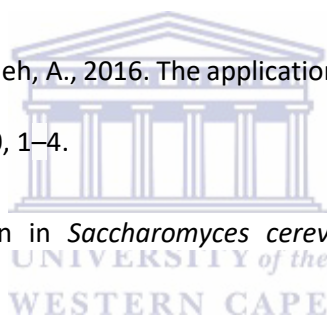 eh, A., 2016. The application
, 1–4.
n in Saccharomyces cerev
UNIVERSITY of the
WESTERN CAPE